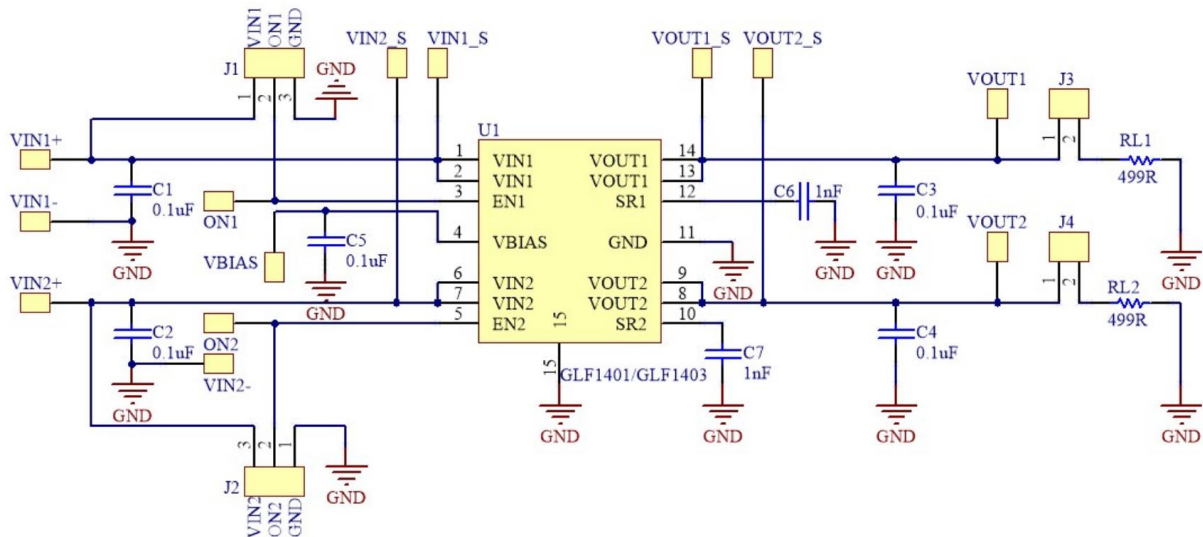 VIN1
ON1
GND
J1
1
2
3
GND
VIN2_S
VIN1_S
VOUT1_S
VOUT2_S
VOUT1
J3
1
2
RL1
499R
VIN1+
C1
0.1uF
VIN1-
GND
ON1
VBIAS
C5
0.1uF
GND
U1
1
VIN1
2
VIN1
3
EN1
4
VBIAS
6
VIN2
7
VIN2
5
EN2
VOUT1
14
VOUT1
13
SR1
12
GND
11
VOUT2
9
VOUT2
8
SR2
10
15
15
GLF1401/GLF1403
GND
C6
1nF
GND
GND
C7
1nF
GND
C3
0.1uF
GND
GND
VOUT2
J4
1
2
RL2
499R
C4
0.1uF
GND
GND
VIN2+
C2
0.1uF
GND
ON2
VIN2-
3
2
1
GND
J2
VIN2
ON2
GND